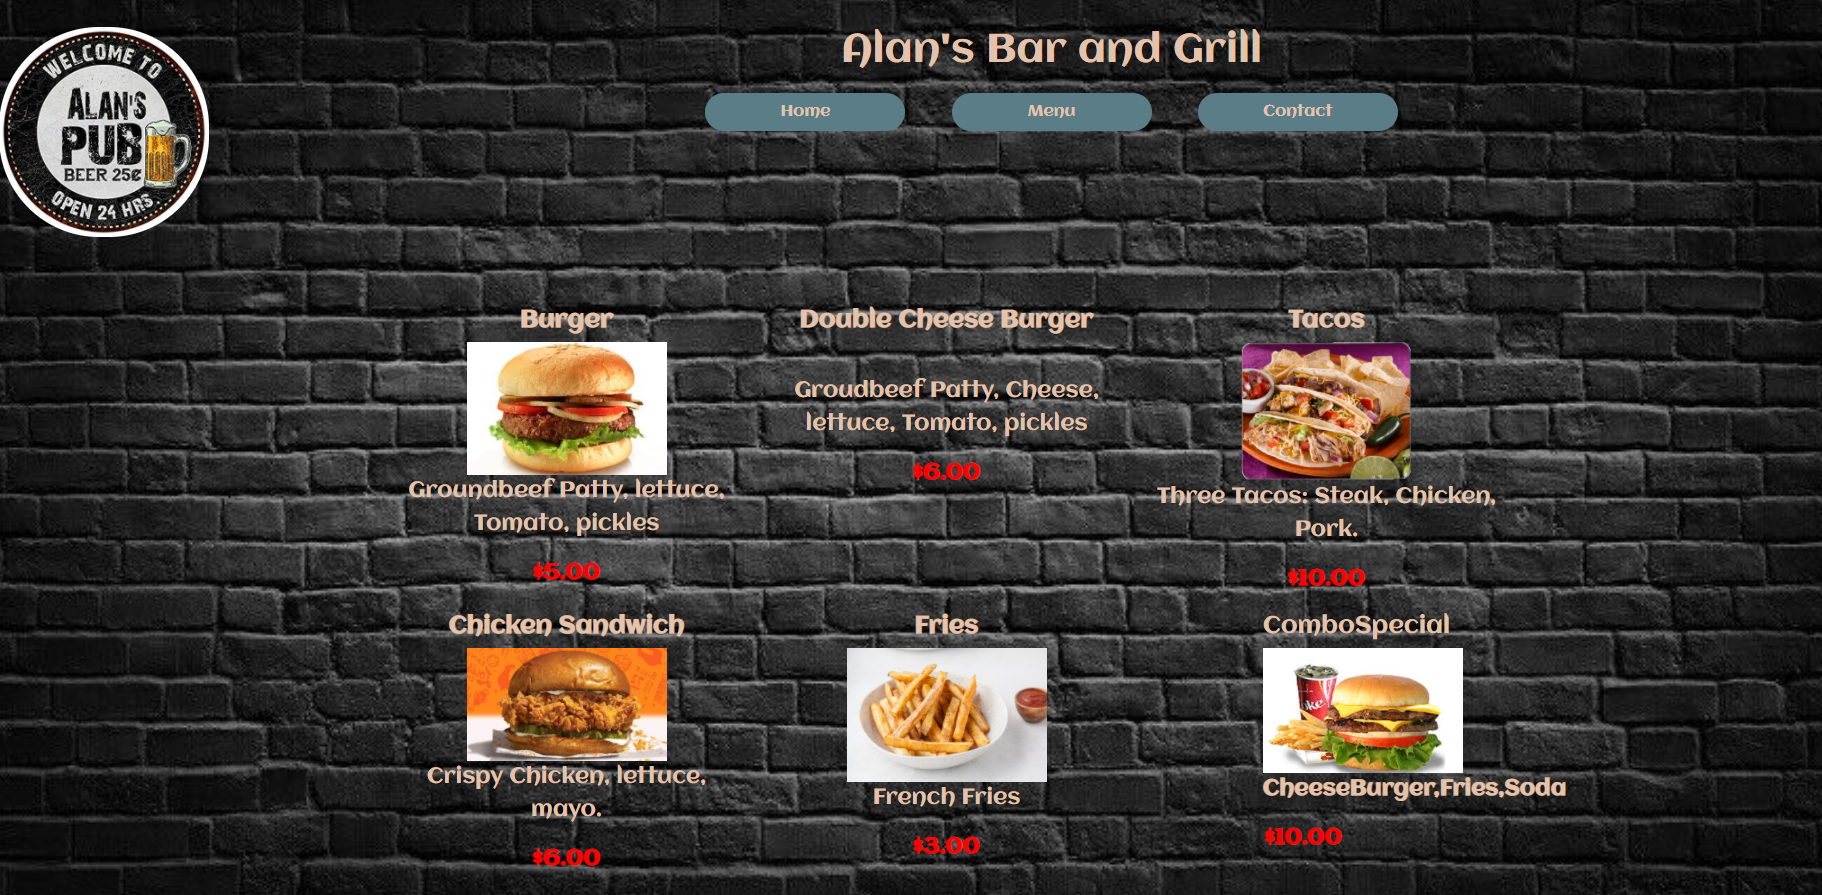 WELCOME TO
ALAN'S
PUB
BEER 25¢
OPEN 24 HRS
Alan's Bar and Grill
Home
Menu
Contact
Burger
Groundbeef Patty, lettuce,
Tomato, pickles
$5.00
Double Cheese Burger
Groudbeef Patty, Cheese,
lettuce, Tomato, pickles
$6.00
Tacos
Three Tacos: Steak, Chicken,
Pork.
$10.00
Chicken Sandwich
Crispy Chicken, lettuce,
mayo.
$6.00
Fries
French Fries
$3.00
ComboSpecial
oke
CheeseBurger,Fries,Soda
$10.00